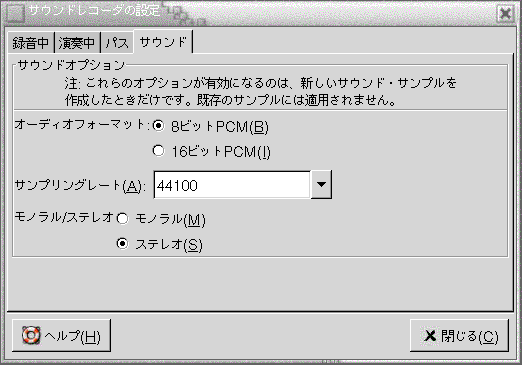 サウンドレコーダの設定
録音中 演奏中 パス サウンド
サウンドオプション
注: これらのオプションが有効になるのは、新しいサウンド・サンプルを
作成したときだけです。既存のサンプルには適用されません。
オーディオフォーマット: 8ビットPCM(B)
16ビットPCM(I)
サンプリングレート(A): 44100
モノラル/ステレオ モノラル(M)
ステレオ(S)
ヘルプ(H) 閉じる(C)